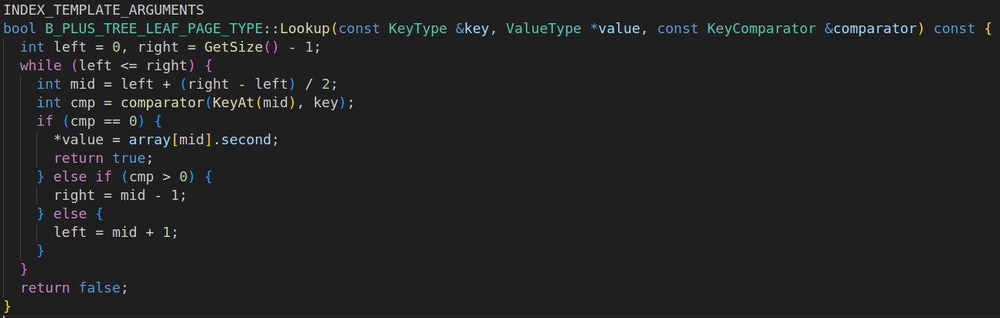 INDEX_TEMPLATE_ARGUMENTS
bool B_PLUS_TREE_LEAF_PAGE_TYPE::Lookup(const KeyType &key, ValueType *value, const KeyComparator &comparator) const {
  int left = 0, right = GetSize() - 1;
  while (left <= right) {
    int mid = left + (right - left) / 2;
    int cmp = comparator(KeyAt(mid), key);
    if (cmp == 0) {
      *value = array[mid].second;
      return true;
    } else if (cmp > 0) {
      right = mid - 1;
    } else {
      left = mid + 1;
    }
  }
  return false;
}